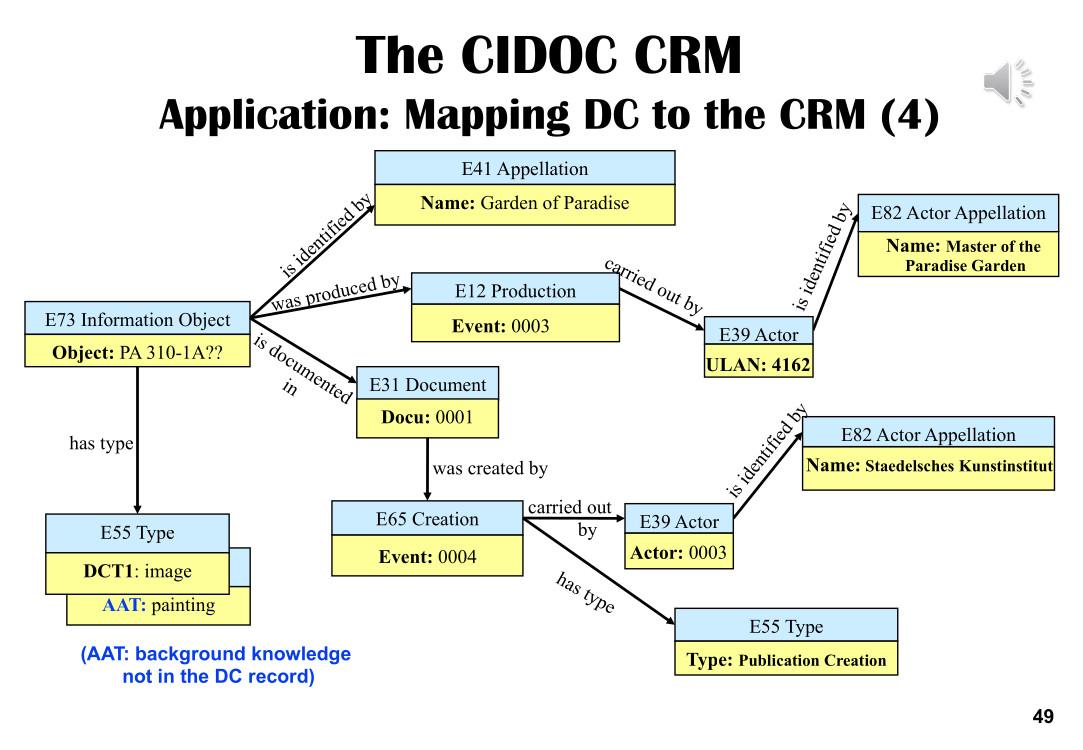 The CIDOC CRM
Application: Mapping DC to the CRM (4)
E41 Appellation
Name: Garden of Paradise
is identified by
E82 Actor Appellation
Name: Master of the
Paradise Garden
is identified by
carried out by
was produced by
E12 Production
Event: 0003
E73 Information Object
Object: PA 310-1A??
E39 Actor
ULAN: 4162
is documented
in
E31 Document
Docu: 0001
has type
was created by
is identified by
E82 Actor Appellation
Name: Staedelsches Kunstinstitut
E65 Creation
Event: 0004
carried out
by
E39 Actor
Actor: 0003
E55 Type
DCT1: image
AAT: painting
has type
E55 Type
Type: Publication Creation
(AAT: background knowledge
not in the DC record)
49